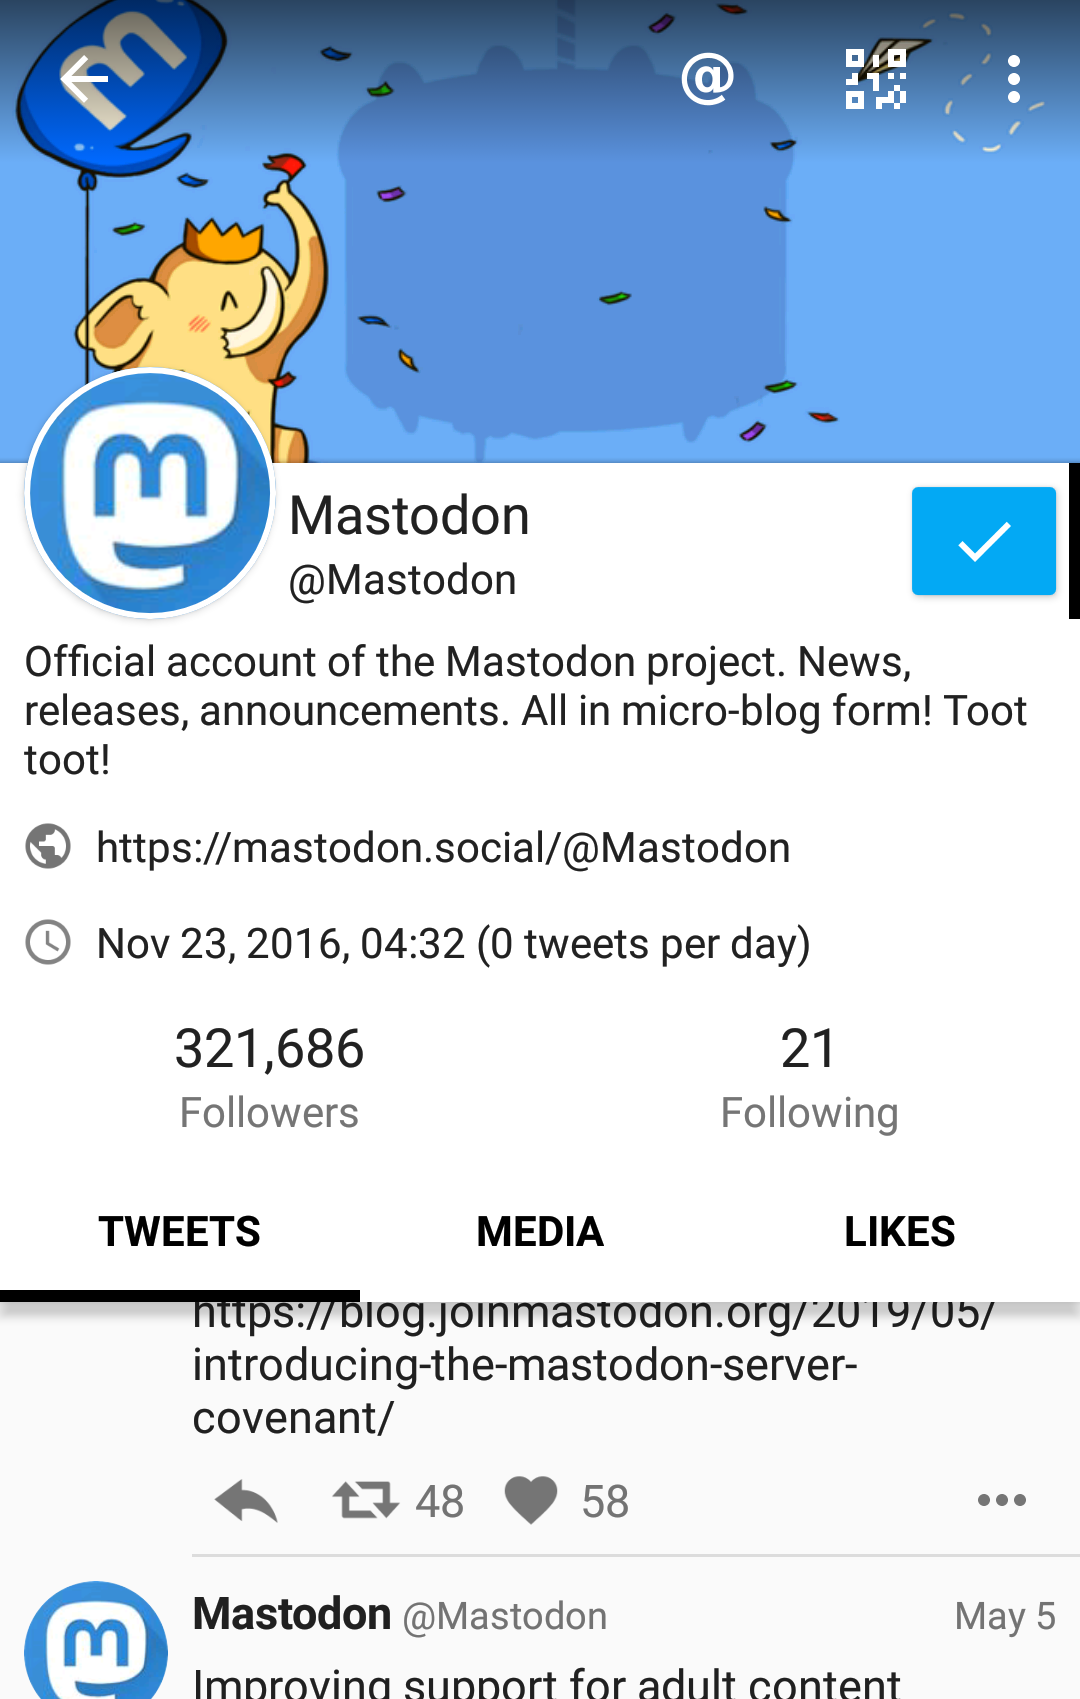 m
@
m
Mastodon
@Mastodon
Official account of the Mastodon project. News,
releases, announcements. All in micro-blog form! Toot
toot!
https://mastodon.social/@Mastodon
Nov 23, 2016, 04:32 (0 tweets per day)
321,686 21
Followers Following
TWEETS MEDIA LIKES
https://blog.joinmastodon.org/2019/05/
introducing-the-mastodon-server-
covenant/
48 58
m
Mastodon @Mastodon May 5
Improving support for adult content